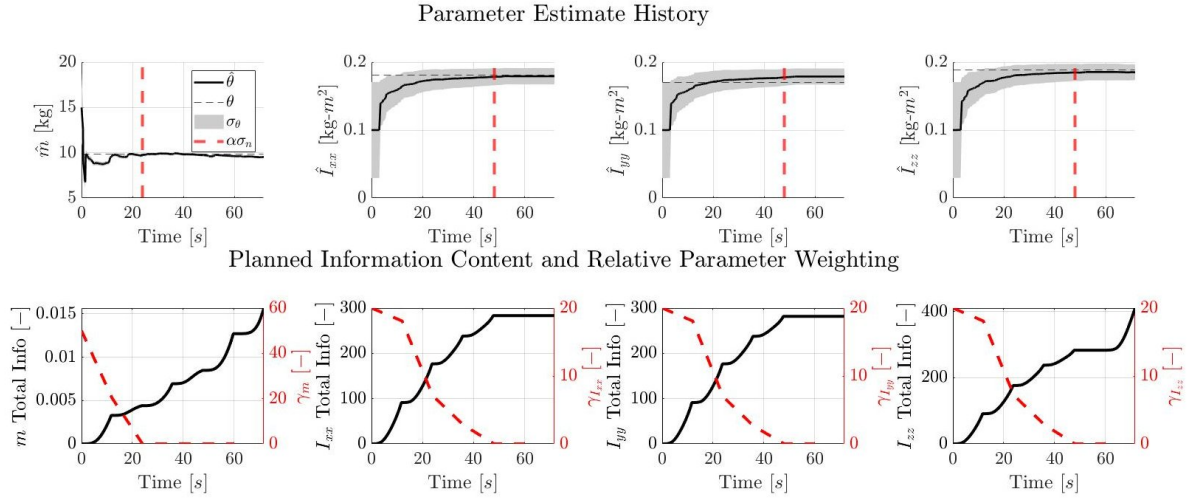 Parameter Estimate History
20
15
10
5
m̂ [kg]
0 20 40 60
Time [s]
θ̂
θ
σ_θ
ασ_n
0.2
0.1
0
Î_xx [kg-m²]
0 20 40 60
Time [s]
0.2
0.1
0
Î_yy [kg-m²]
0 20 40 60
Time [s]
0.2
0.1
0
Î_zz [kg-m²]
0 20 40 60
Time [s]
Planned Information Content and Relative Parameter Weighting
0.015
0.01
0.005
0
m Total Info [−]
60
40
20
0
γ_m [−]
0 20 40 60
Time [s]
300
200
100
0
I_xx Total Info [−]
20
10
0
γ_I_xx [−]
0 20 40 60
Time [s]
300
200
100
0
I_yy Total Info [−]
20
10
0
γ_I_yy [−]
0 20 40 60
Time [s]
400
200
0
I_zz Total Info [−]
20
10
0
γ_I_zz [−]
0 20 40 60
Time [s]